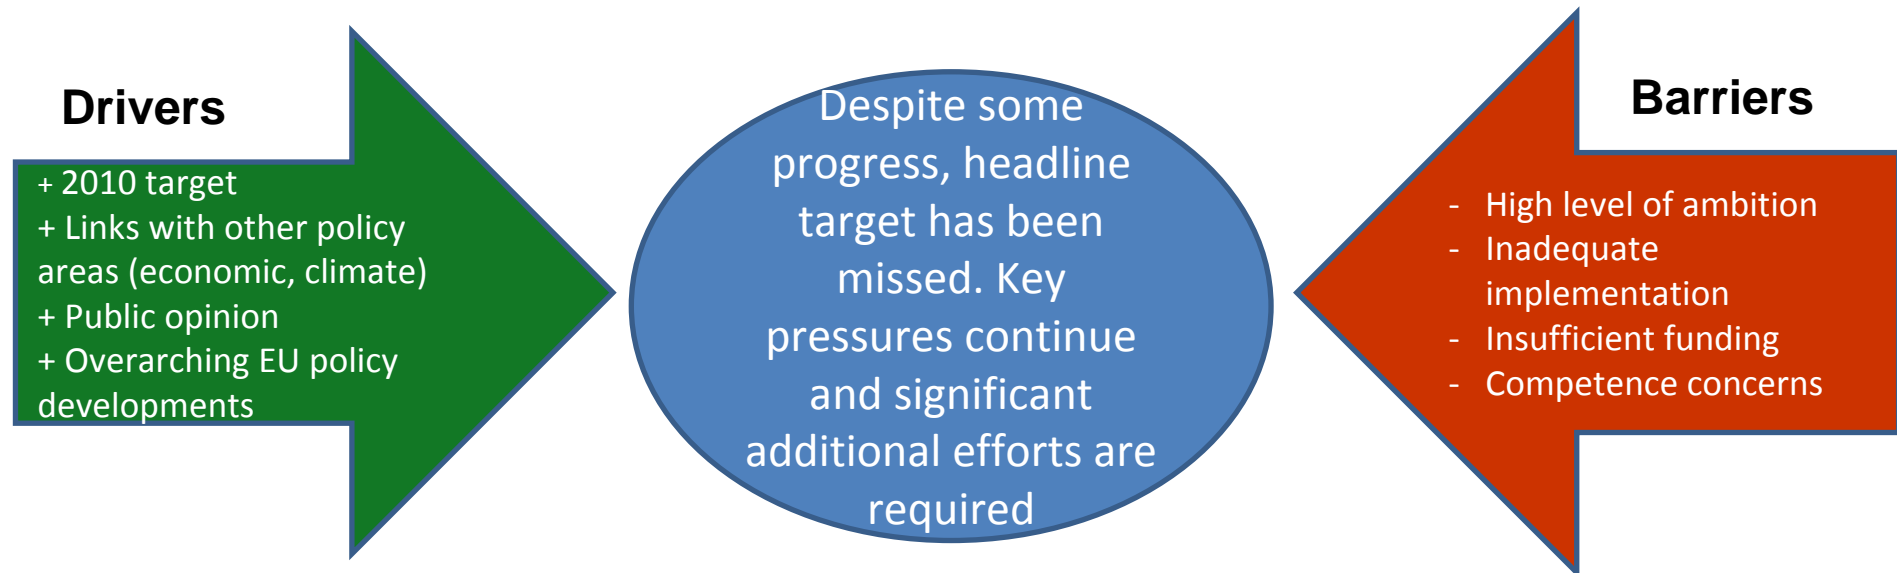 Drivers
+ 2010 target
+ Links with other policy
areas (economic, climate)
+ Public opinion
+ Overarching EU policy
developments
Despite some
progress, headline
target has been
missed. Key
pressures continue
and significant
additional efforts are
required
Barriers
- High level of ambition
- Inadequate
implementation
- Insufficient funding
- Competence concerns